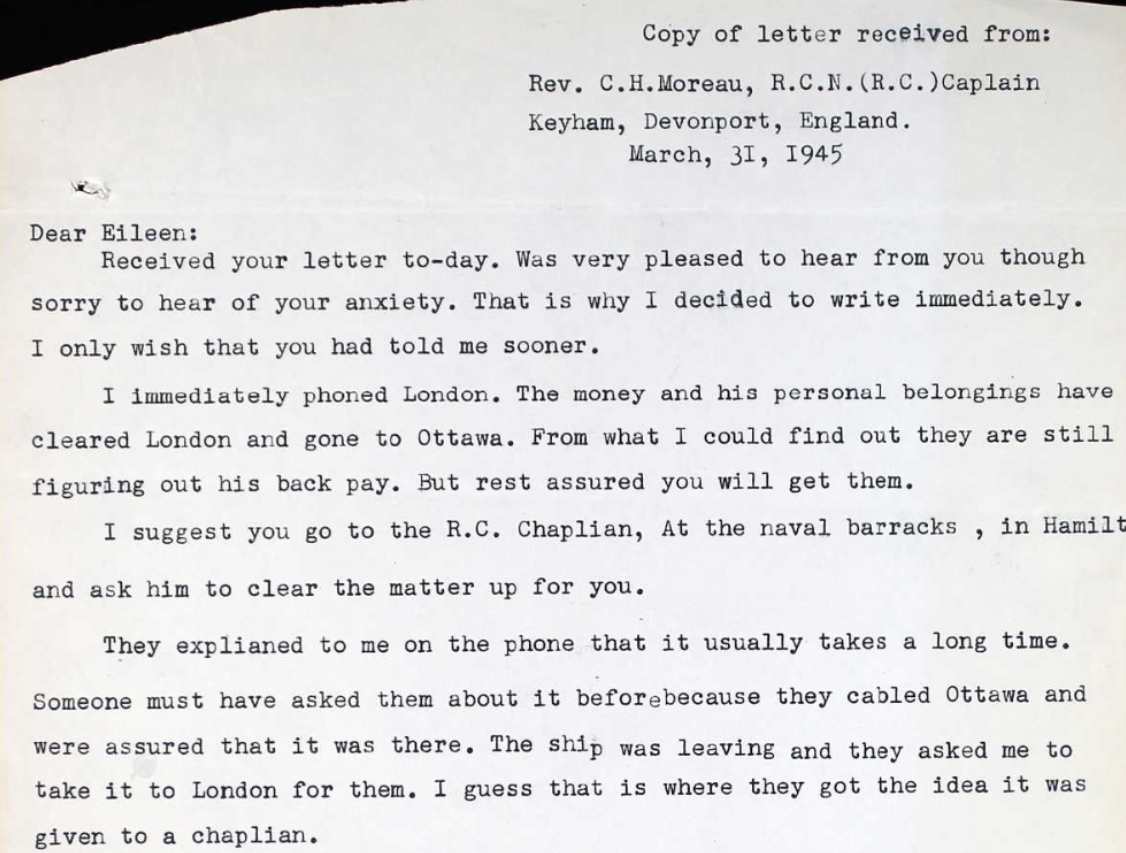 Copy of letter received from:
Rev. C.H.Moreau, R.C.N.(R.C.)Caplain
Keyham, Devonport, England.
March, 3I, I945
Dear Eileen:
Received your letter to-day. Was very pleased to hear from you though
sorry to hear of your anxiety. That is why I decided to write immediately.
I only wish that you had told me sooner.
I immediately phoned London. The money and his personal belongings have
cleared London and gone to Ottawa. From what I could find out they are still
figuring out his back pay. But rest assured you will get them.
I suggest you go to the R.C. Chaplian, At the naval barracks , in Hamilt
and ask him to clear the matter up for you.
They explianed to me on the phone that it usually takes a long time.
Someone must have asked them about it beforebecause they cabled Ottawa and
were assured that it was there. The ship was leaving and they asked me to
take it to London for them. I guess that is where they got the idea it was
given to a chaplian.